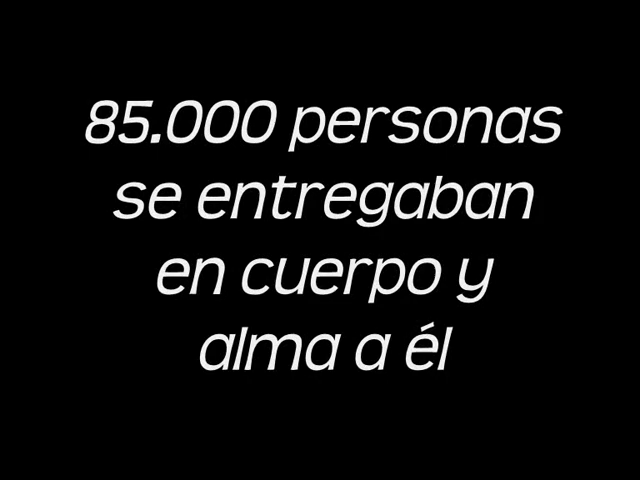 85.000 personas
se entregaban
en cuerpo y
alma a él